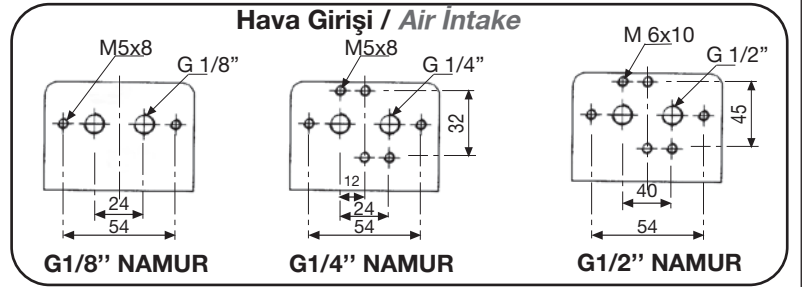 Hava Girişi / Air İntake
M5x8
G 1/8”
24
54
G1/8’’ NAMUR
M5x8
G 1/4”
32
12
24
54
G1/4’’ NAMUR
M 6x10
G 1/2”
45
40
54
G1/2’’ NAMUR